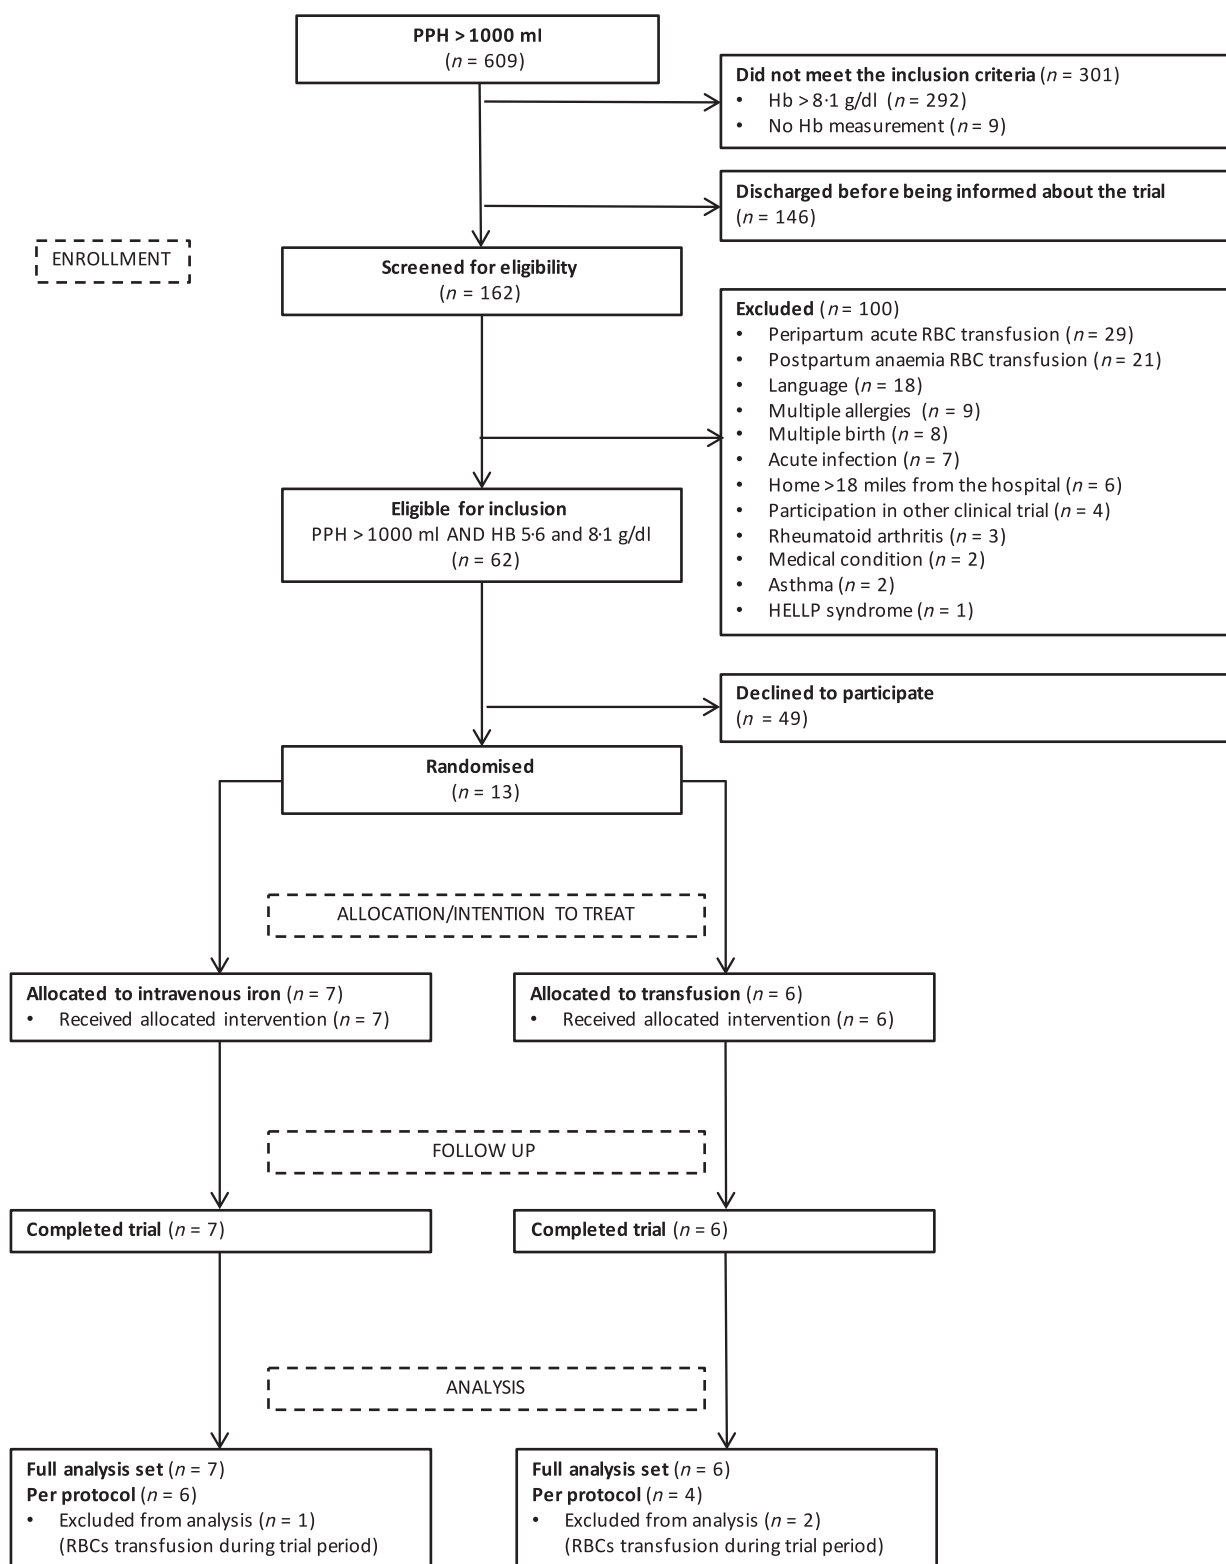 PPH > 1000 ml
(n = 609)
Did not meet the inclusion criteria (n = 301)
• Hb > 8·1 g/dl (n = 292)
• No Hb measurement (n = 9)
Discharged before being informed about the trial
(n = 146)
ENROLLMENT
Screened for eligibility
(n = 162)
Excluded (n = 100)
• Peripartum acute RBC transfusion (n = 29)
• Postpartum anaemia RBC transfusion (n = 21)
• Language (n = 18)
• Multiple allergies (n = 9)
• Multiple birth (n = 8)
• Acute infection (n = 7)
• Home >18 miles from the hospital (n = 6)
• Participation in other clinical trial (n = 4)
• Rheumatoid arthritis (n = 3)
• Medical condition (n = 2)
• Asthma (n = 2)
• HELLP syndrome (n = 1)
Eligible for inclusion
PPH > 1000 ml AND HB 5·6 and 8·1 g/dl
(n = 62)
Declined to participate
(n = 49)
Randomised
(n = 13)
ALLOCATION/INTENTION TO TREAT
Allocated to intravenous iron (n = 7)
• Received allocated intervention (n = 7)
Allocated to transfusion (n = 6)
• Received allocated intervention (n = 6)
FOLLOW UP
Completed trial (n = 7)
Completed trial (n = 6)
ANALYSIS
Full analysis set (n = 7)
Per protocol (n = 6)
• Excluded from analysis (n = 1)
(RBCs transfusion during trial period)
Full analysis set (n = 6)
Per protocol (n = 4)
• Excluded from analysis (n = 2)
(RBCs transfusion during trial period)